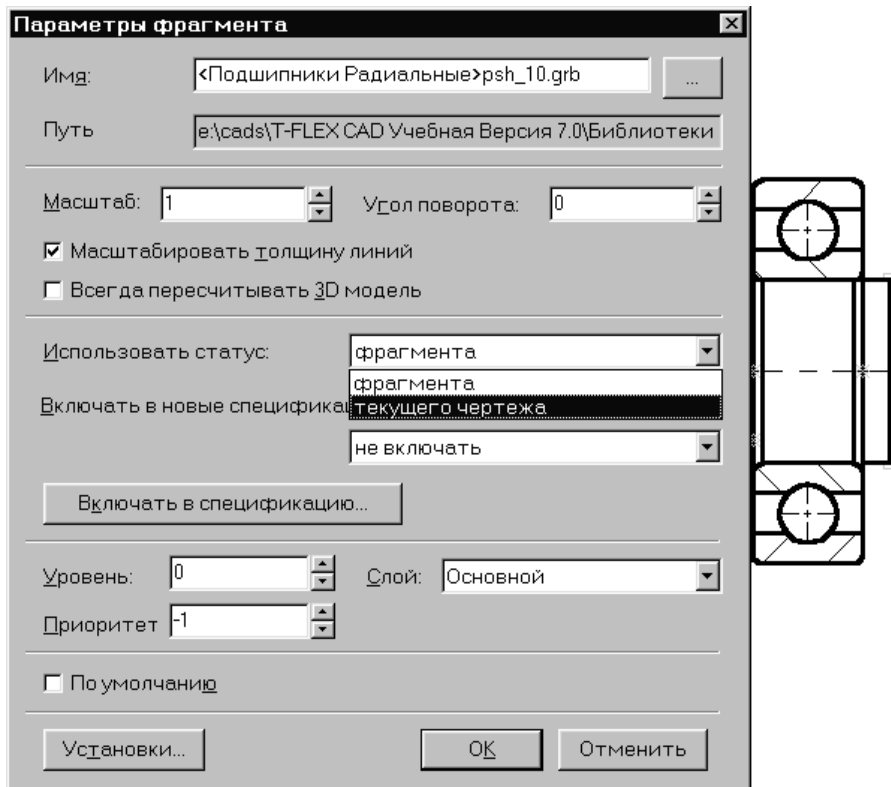 Параметры фрагмента
Имя: <Подшипники Радиальные>psh_10.grb ...
Путь e:\cads\T-FLEX CAD Учебная Версия 7.0\Библиотеки
Масштаб: 1 Угол поворота: 0
Масштабировать толщину линий
Всегда пересчитывать 3D модель
Использовать статус: фрагмента
фрагмента
Включать в новые спецификац текущего чертежа
не включать
Включать в спецификацию...
Уровень: 0 Слой: Основной
Приоритет -1
По умолчанию
Установки... OK Отменить